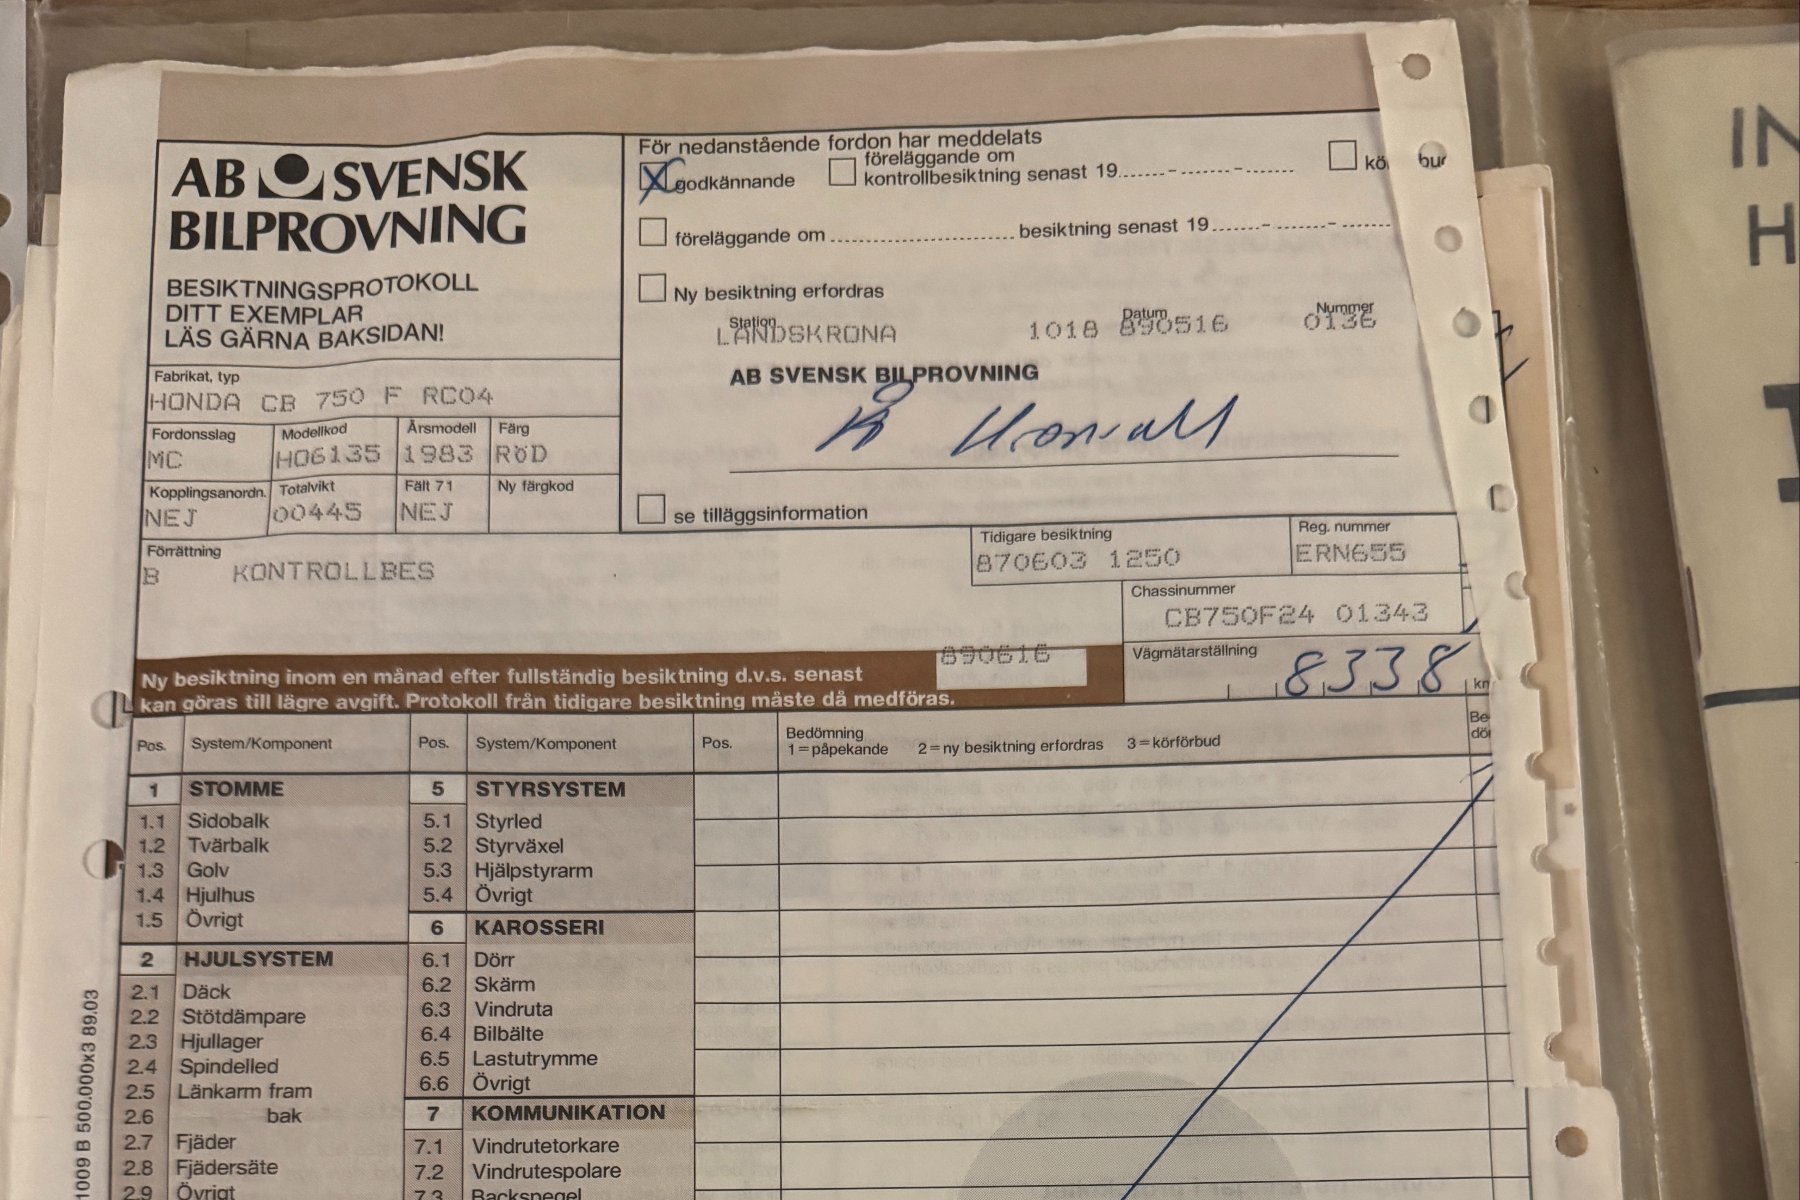 AB SVENSK
BILPROVNING
BESIKTNINGSPROTOKOLL
DITT EXEMPLAR
LÄS GÄRNA BAKSIDAN!
För nedanstående fordon har meddelats
X godkännande
föreläggande om
kontrollbesiktning senast 19
kö bud
föreläggande om besiktning senast 19
Ny besiktning erfordras
Station Datum Nummer
LANDSKRONA 1018 890516 0136
AB SVENSK BILPROVNING
se tilläggsinformation
Fabrikat, typ
HONDA CB 750 F RC04
Fordonsslag Modellkod Årsmodell Färg
MC HO6135 1983 RöD
Kopplingsanordn. Totalvikt Fält 71 Ny färgkod
NEJ 00445 NEJ
Förrättning
B KONTROLLBES
Tidigare besiktning
870603 1250
Reg. nummer
ERN655
Chassinummer
CB750F24 01343
Vägmätarställning
8338 km
Ny besiktning inom en månad efter fullständig besiktning d.v.s. senast 890616
kan göras till lägre avgift. Protokoll från tidigare besiktning måste då medföras.
Pos. System/Komponent Pos. System/Komponent Pos. Bedömning
1=påpekande 2=ny besiktning erfordras 3=körförbud
Be
dö
1 STOMME
1.1 Sidobalk
1.2 Tvärbalk
1.3 Golv
1.4 Hjulhus
1.5 Övrigt
2 HJULSYSTEM
2.1 Däck
2.2 Stötdämpare
2.3 Hjullager
2.4 Spindelled
2.5 Länkarm fram
2.6 bak
2.7 Fjäder
2.8 Fjädersäte
2.9 Övrigt
5 STYRSYSTEM
5.1 Styrled
5.2 Styrväxel
5.3 Hjälpstyrarm
5.4 Övrigt
6 KAROSSERI
6.1 Dörr
6.2 Skärm
6.3 Vindruta
6.4 Bilbälte
6.5 Lastutrymme
6.6 Övrigt
7 KOMMUNIKATION
7.1 Vindrutetorkare
7.2 Vindrutespolare
7.3 Backspegel
1009 B 500.000x3 89.03
IN
H